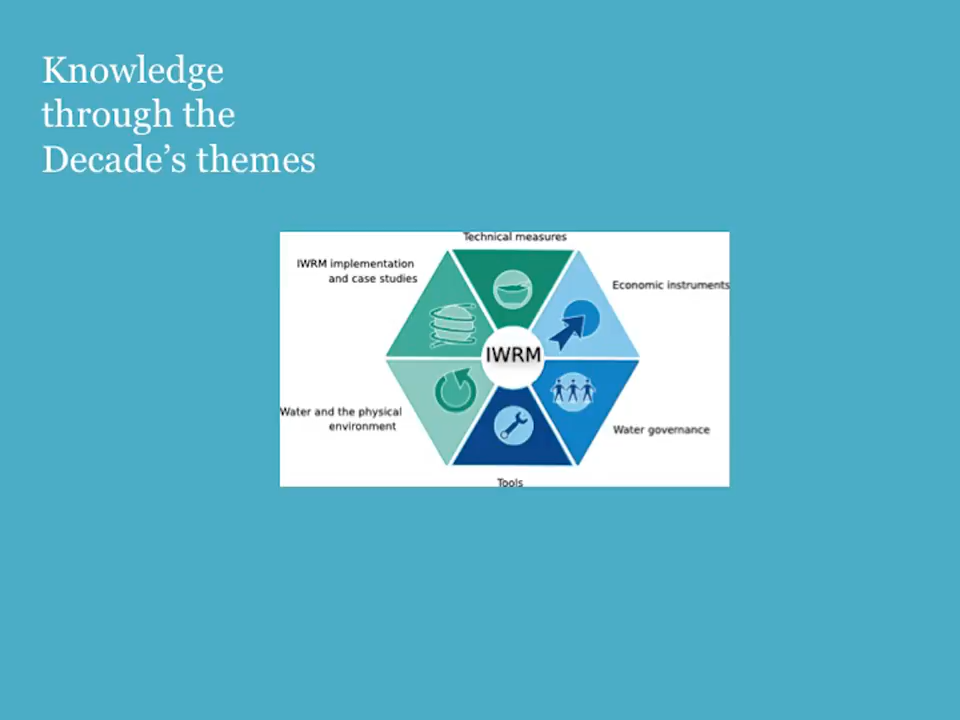 Knowledge
through the
Decade's themes
Technical measures
IWRM implementation
and case studies
Economic instruments
IWRM
Water and the physical
environment
Water governance
Tools